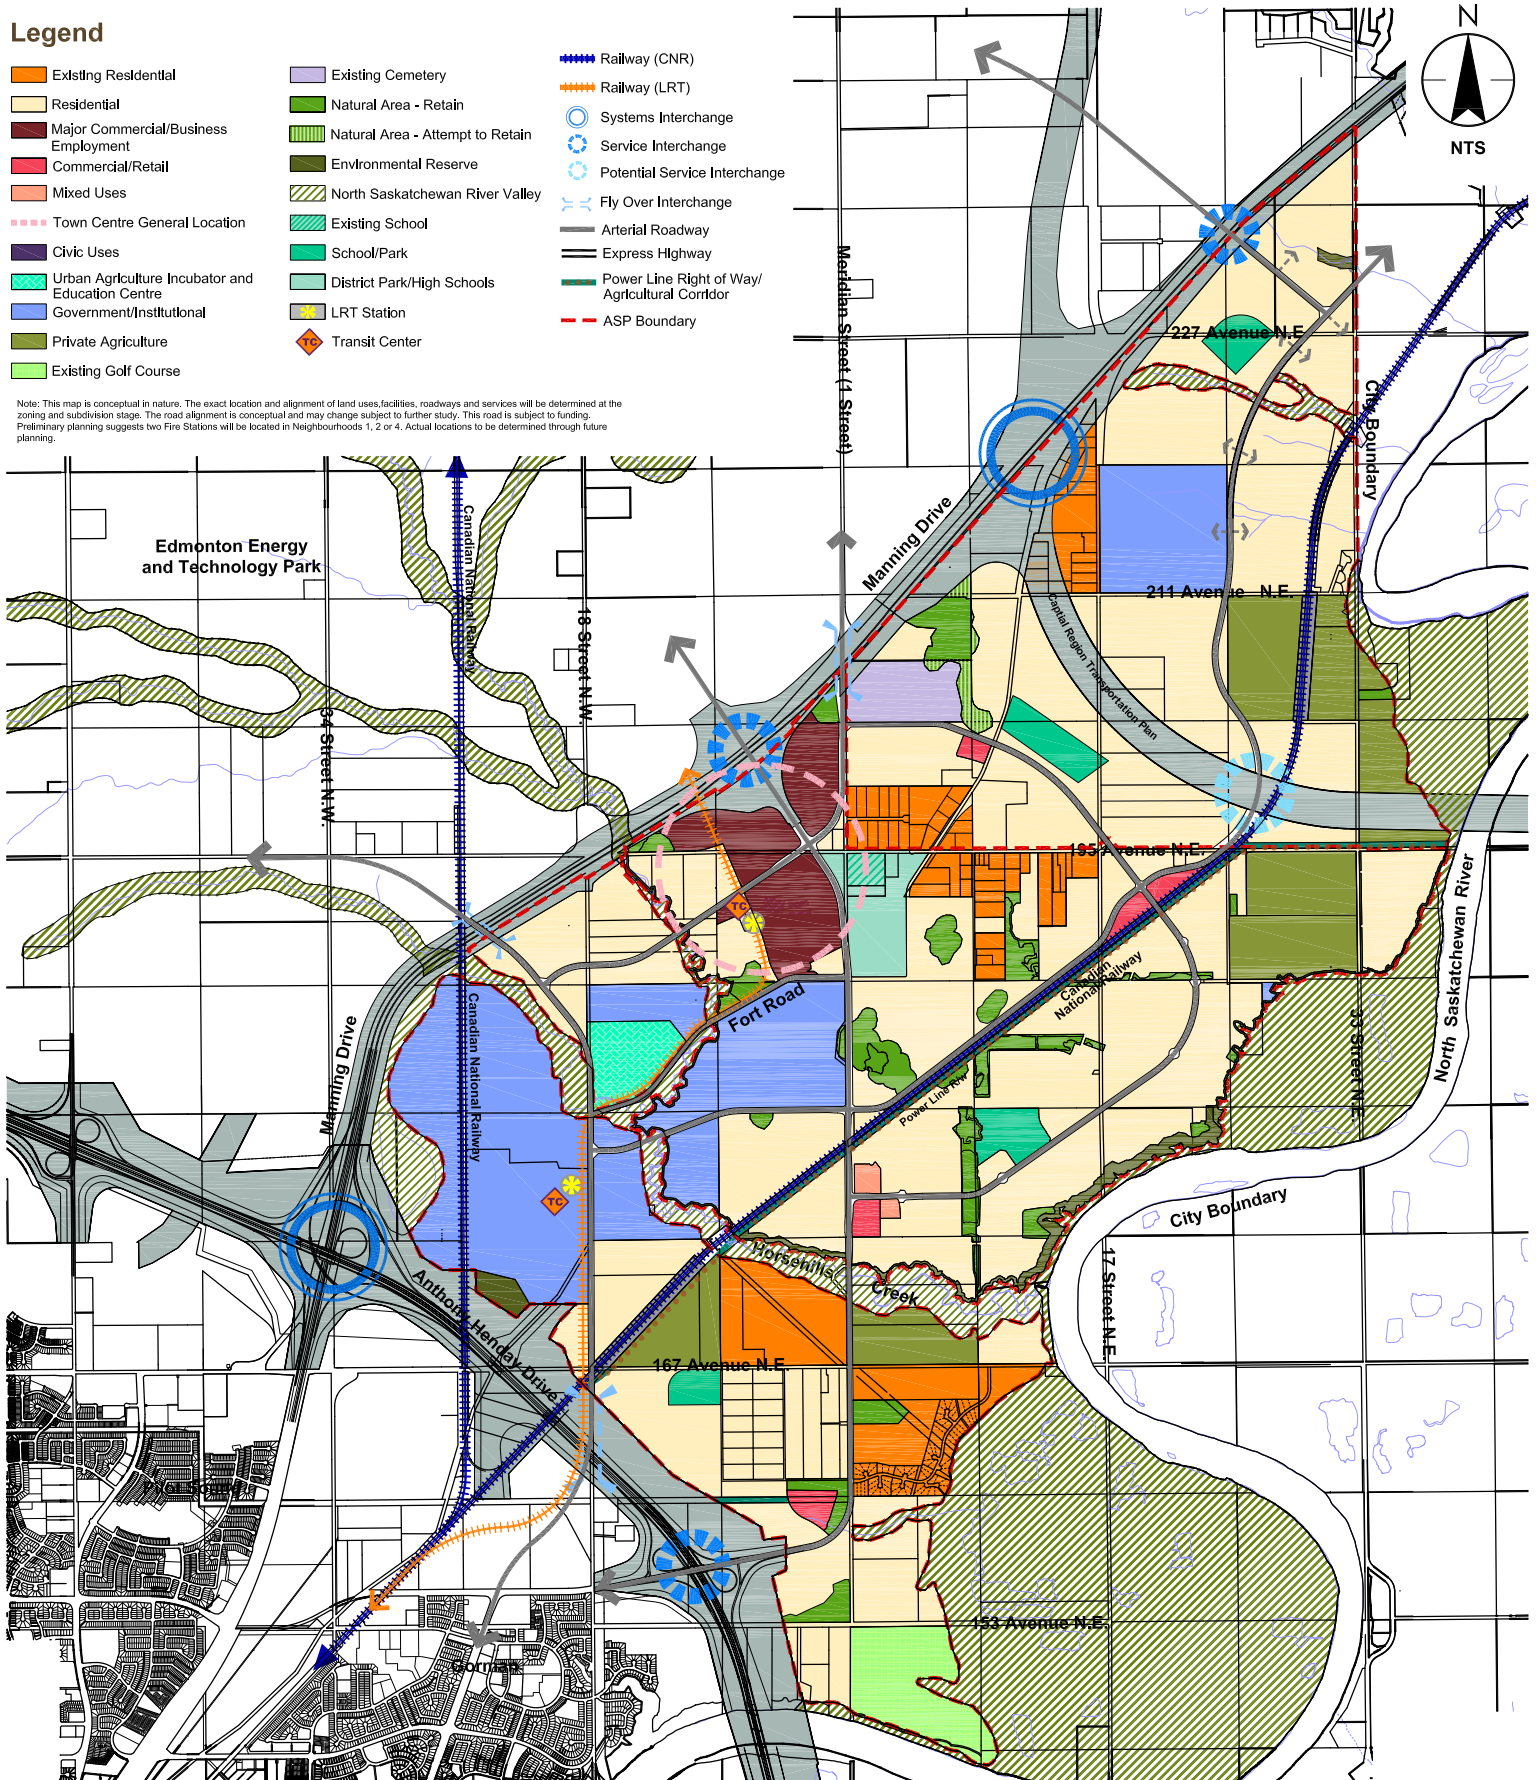 Legend
Existing Residential
Residential
Major Commercial/Business
Employment
Commercial/Retail
Mixed Uses
Town Centre General Location
Civic Uses
Urban Agriculture Incubator and
Education Centre
Government/Institutional
Private Agriculture
Existing Golf Course
Existing Cemetery
Natural Area - Retain
Natural Area - Attempt to Retain
Environmental Reserve
North Saskatchewan River Valley
Existing School
School/Park
District Park/High Schools
LRT Station
TC
Transit Center
Railway (CNR)
Railway (LRT)
Systems Interchange
Service Interchange
Potential Service Interchange
Fly Over Interchange
Arterial Roadway
Express Highway
Power Line Right of Way/
Agricultural Corridor
ASP Boundary
Note: This map is conceptual in nature. The exact location and alignment of land uses,facilities, roadways and services will be determined at the
zoning and subdivision stage. The road alignment is conceptual and may change subject to further study. This road is subject to funding.
Preliminary planning suggests two Fire Stations will be located in Neighbourhoods 1, 2 or 4. Actual locations to be determined through future
planning.
N
NTS
Meridian Street (1 Street)
227 Avenue N.E.
City Boundary
Manning Drive
Edmonton Energy
and Technology Park
Canadian National Railway
18 Street N.W.
34 Street N.W.
211 Avenue N.E.
Captial Region Transportation Plan
195 Avenue N.E.
TC
Fort Road
Canadian
National Railway
Power Line R/W
North Saskatchewan River
33 Street N.E.
Manning Drive
Canadian National Railway
TC
City Boundary
Horsehills
Creek
17 Street N.E.
Anthony Henday Drive
167 Avenue N.E.
Pilot Sound
153 Avenue N.E.
Gorman